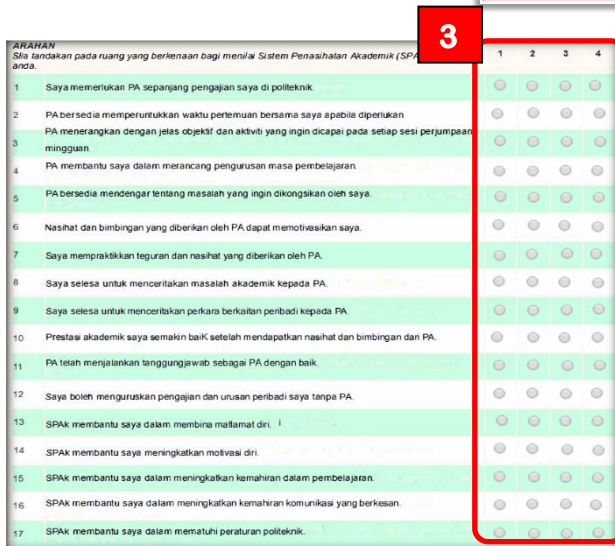 3
ARAHAN
Sila tandakan pada ruang yang berkenaan bagi menilai Sistem Penasihatan Akademik (SPA
anda.
1 2 3 4
1 Saya memerlukan PA sepanjang pengajian saya di politeknik.
2 PA bersedia memperuntukkan waktu pertemuan bersama saya apabila diperlukan
3 PA menerangkan dengan jelas objektif dan aktiviti yang ingin dicapai pada setiap sesi perjumpaan
mingguan.
4 PA membantu saya dalam merancang pengurusan masa pembelajaran.
5 PA bersedia mendengar tentang masalah yang ingin dikongsikan oleh saya.
6 Nasihat dan bimbingan yang diberikan oleh PA dapat memotivasikan saya.
7 Saya mempraktikkan teguran dan nasihat yang diberikan oleh PA.
8 Saya selesa untuk menceritakan masalah akademik kepada PA.
9 Saya selesa untuk menceritakan perkara berkaitan peribadi kepada PA.
10 Prestasi akademik saya semakin baiK setelah mendapatkan nasihat dan bimbingan dari PA.
11 PA telah menjalankan tanggungjawab sebagai PA dengan baik.
12 Saya boleh menguruskan pengajian dan urusan peribadi saya tanpa PA.
13 SPAk membantu saya dalam membina matlamat diri.
14 SPAk membantu saya meningkatkan motivasi diri.
15 SPAk membantu saya dalam meningkatkan kemahiran dalam pembelajaran.
16 SPAk membantu saya dalam meningkatkan kemahiran komunikasi yang berkesan.
17 SPAk membantu saya dalam mematuhi peraturan politeknik.